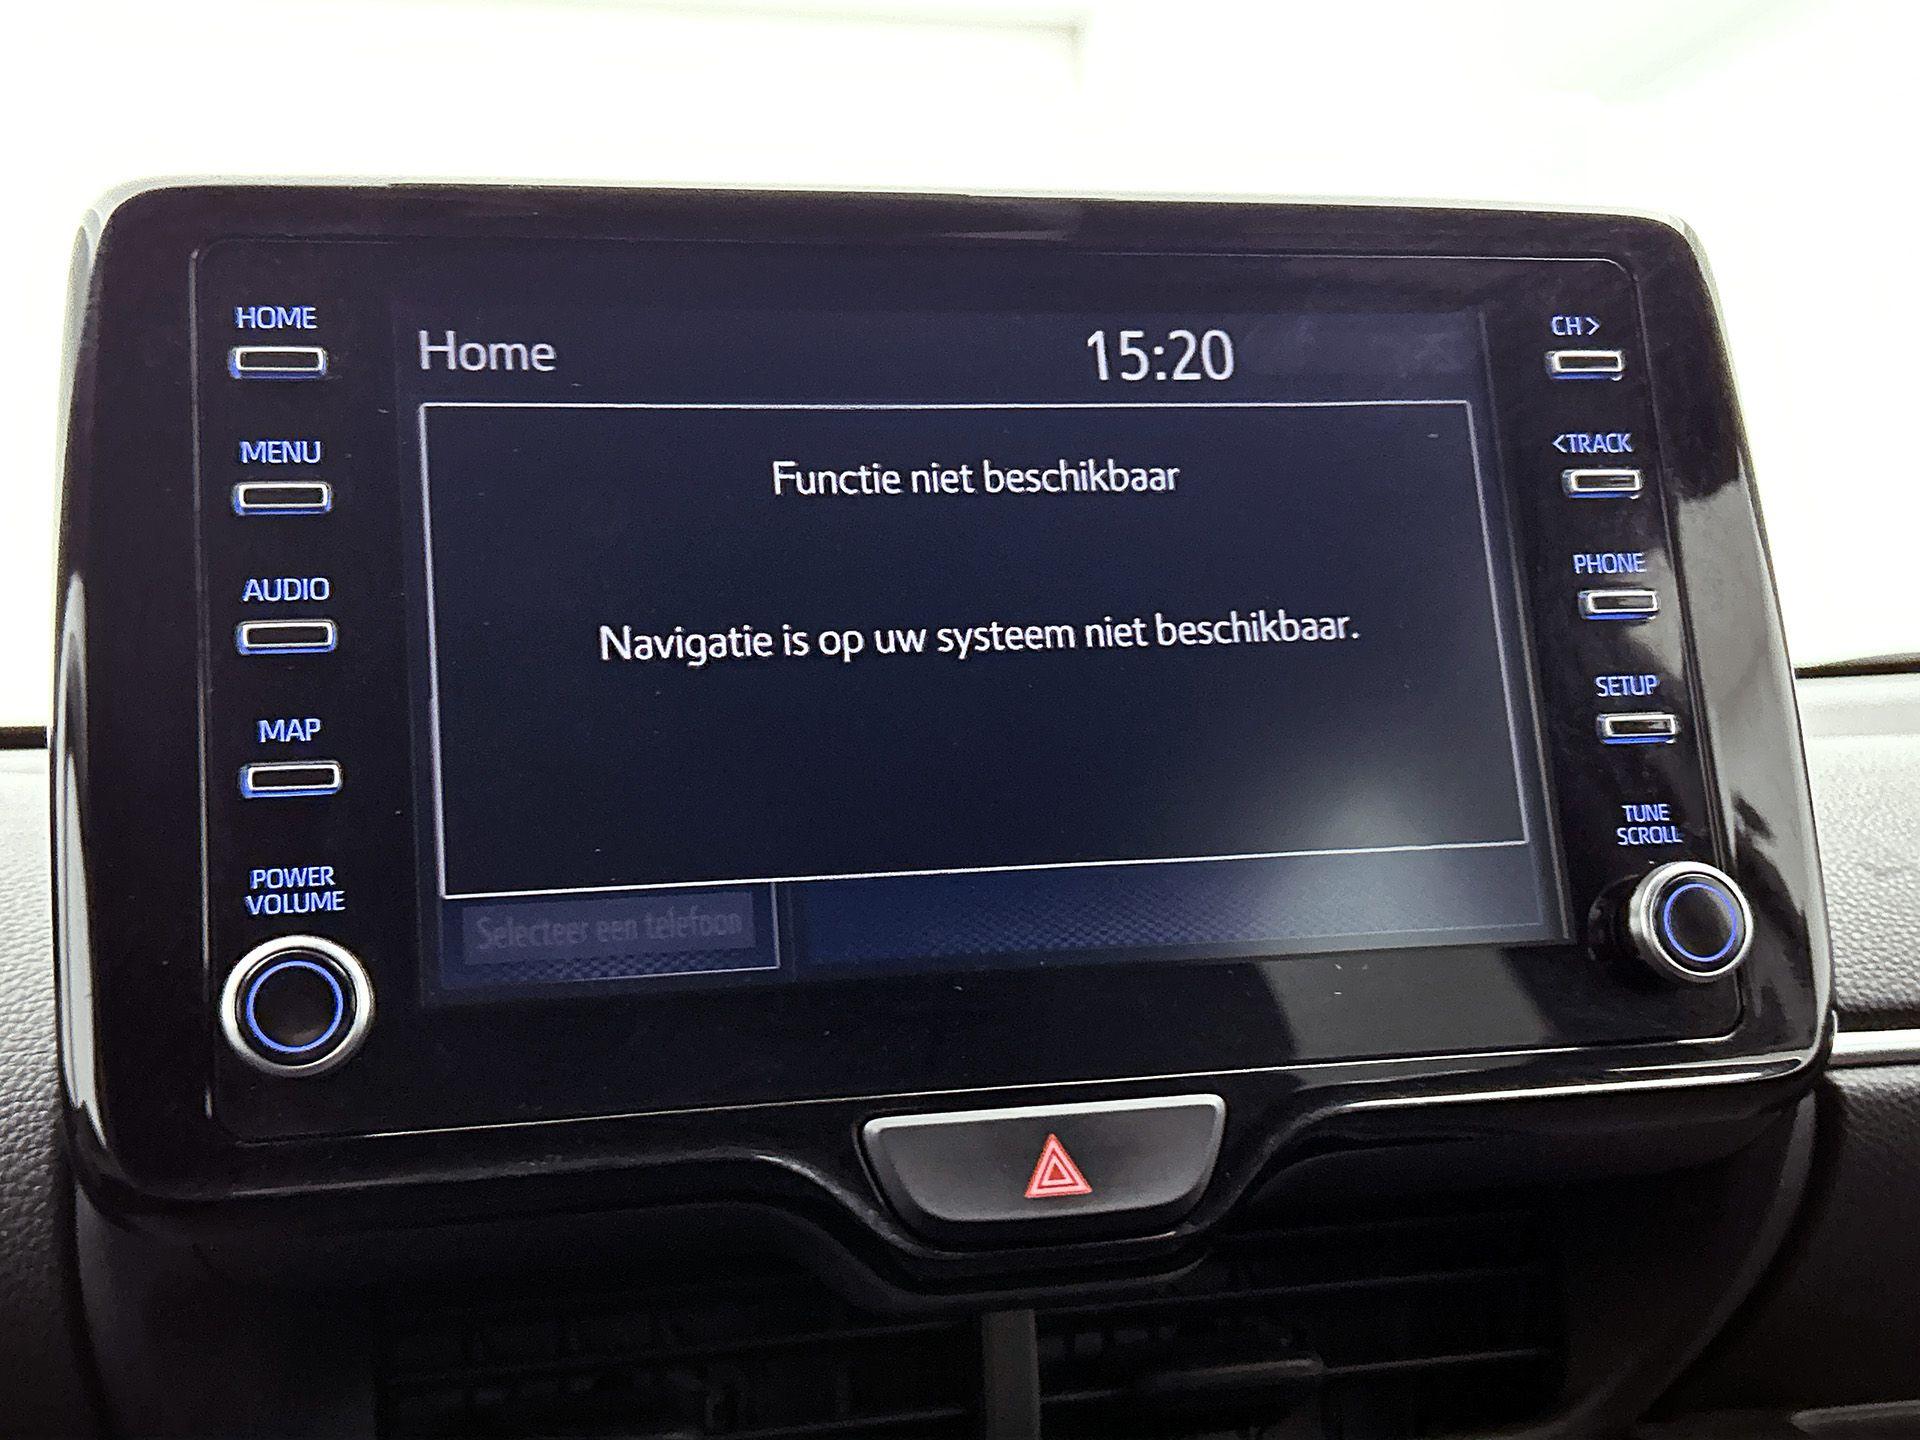 HOME
MENU
AUDIO
MAP
POWER
VOLUME
Home
15:20
Functie niet beschikbaar
Navigatie is op uw systeem niet beschikbaar.
Selecteer een telefoon
CH>
<TRACK
PHONE
SETUP
TUNE
SCROLL